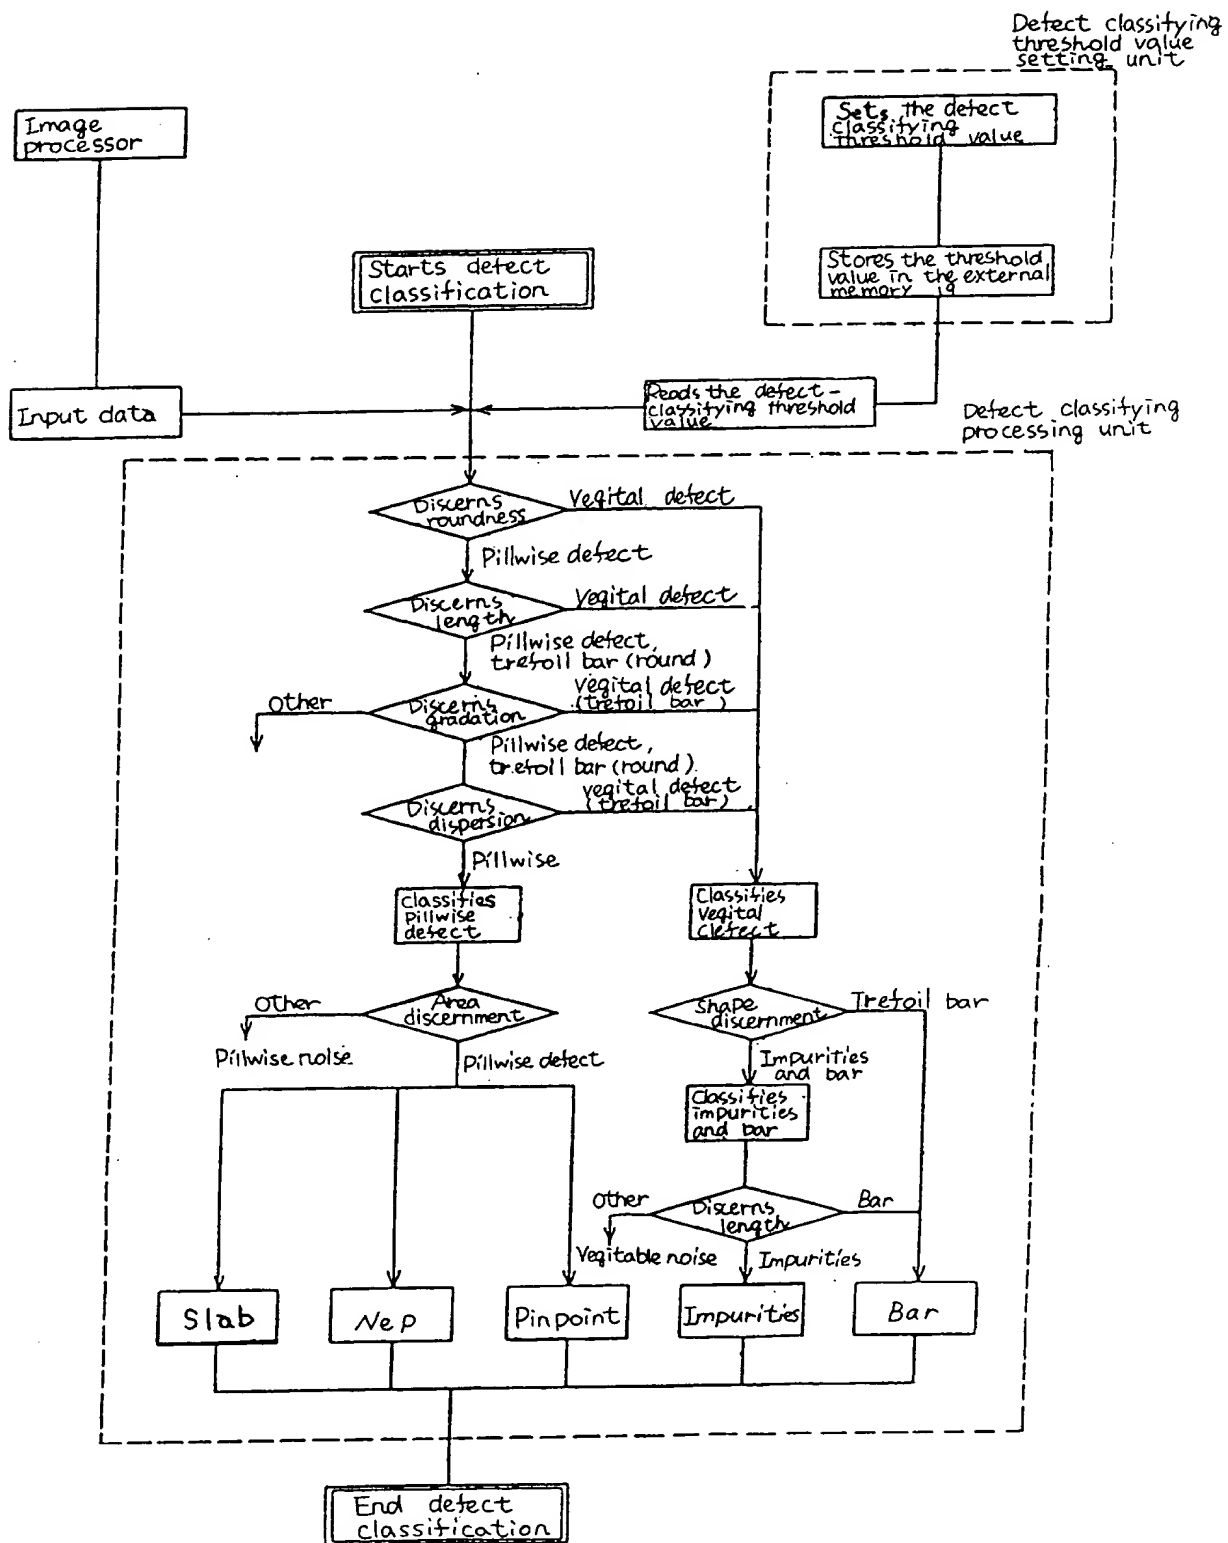 Defect classifying
threshold value
setting unit
Image
processor
Sets the defect
classifying
threshold value
Starts defect
classification
Stores the threshold
value in the external
memory 19
Input data
Reads the defect-
classifying threshold
value
Defect classifying
processing unit
Discerns
roundness
Vegital defect
Pillwise defect
Discerns
length
Vegital defect
Pillwise defect,
trefoil bar (round)
Other
Discerns
gradation
Vegital defect
(trefoil bar)
Pillwise defect,
trefoil bar (round)
Discerns
dispersion
vegital defect
(trefoil bar)
Pillwise
Classifies
Pillwise
defect
Classifies
vegital
defect
Other
Area
discernment
Shape
discernment
Trefoil bar
Pillwise noise
Pillwise defect
Impurities
and bar
Classifies
impurities
and bar
Other
Discerns
length
Bar
Vegitable noise
Impurities
Slab
Nep
Pinpoint
Impurities
Bar
End defect
classification